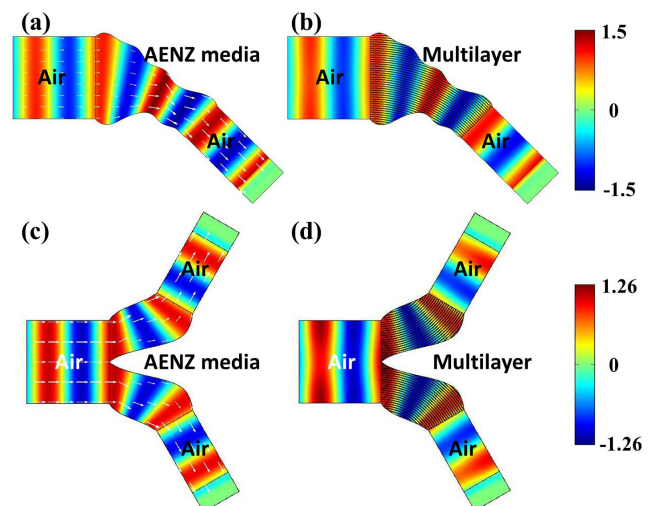 (a) AENZ media Air Air
(b) Multilayer Air Air
1.5
0
-1.5
(c) Air Air AENZ media Air
(d) Air Air Multilayer Air
1.26
0
-1.26